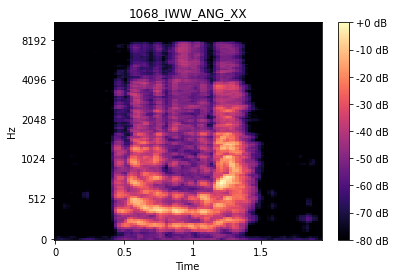 1068_IWW_ANG_XX
8192
4096
2048
1024
512
0
Hz
0
0.5
1
1.5
Time
+0 dB
-10 dB
-20 dB
-30 dB
-40 dB
-50 dB
-60 dB
-70 dB
-80 dB